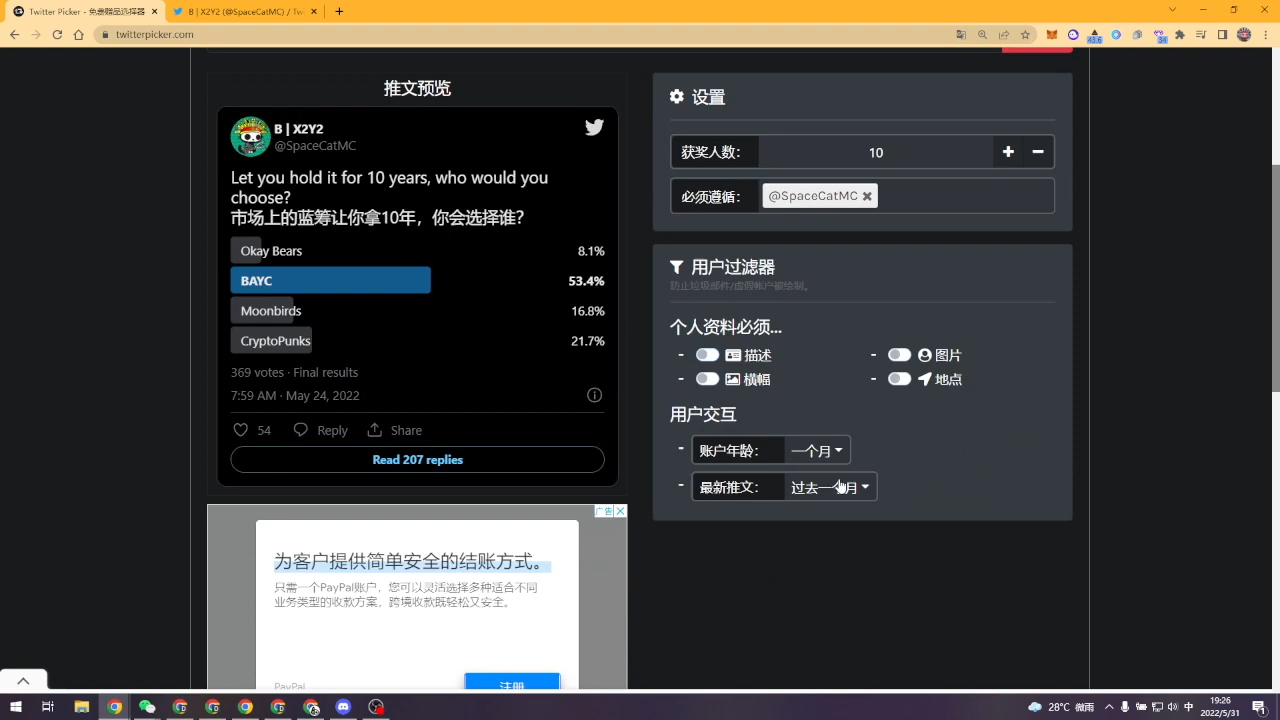 Twitter Picker - 免费赠品选择器
B | X2Y2 (@SpaceCatMC) / Tw
twitterpicker.com
43.6
34
推文预览
B | X2Y2
@SpaceCatMC
Let you hold it for 10 years, who would you
choose?
市场上的蓝筹让你拿10年，你会选择谁？
Okay Bears 8.1%
BAYC 53.4%
Moonbirds 16.8%
CryptoPunks 21.7%
369 votes · Final results
7:59 AM · May 24, 2022
54 Reply Share
Read 207 replies
广告
为客户提供简单安全的结账方式。
只需一个PayPal账户，您可以灵活选择多种适合不同
业务类型的收款方案，跨境收款既轻松又安全。
PayPal
注册
设置
获奖人数： 10
必须遵循： @SpaceCatMC
用户过滤器
防止垃圾邮件/虚假帐户被绘制。
个人资料必须...
- 描述 - 图片
- 横幅 - 地点
用户交互
- 账户年龄： 一个月
- 最新推文： 过去一个月
28°C 微雨
中
19:26
2022/5/31
1